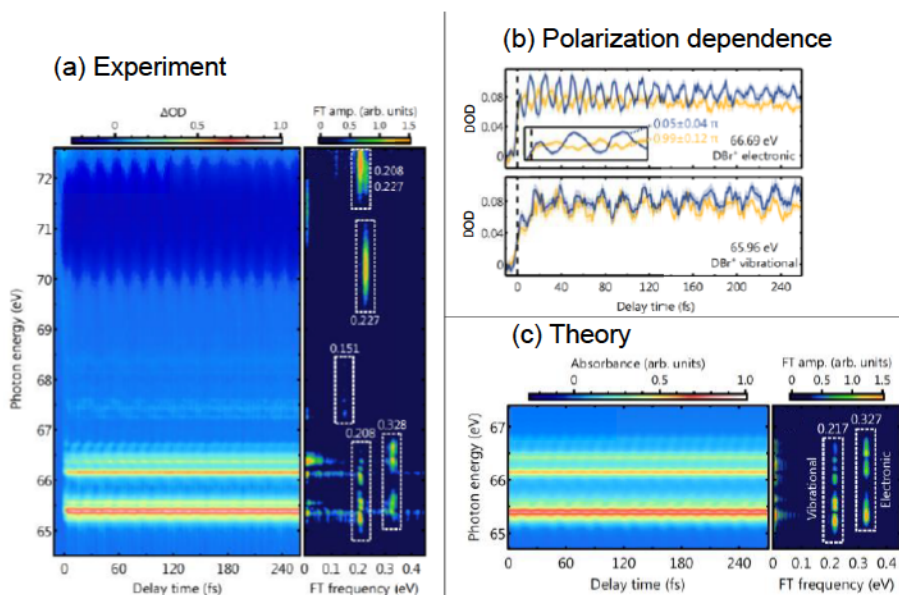 (a) Experiment
ΔOD
0 0.5 1.0
FT amp. (arb. units)
0.5 1.0 1.5
Photon energy (eV)
72
71
70
69
68
67
66
65
0.208
0.227
0.227
0.151
0.208
0.328
0 60 120 180 240
Delay time (fs)
0 0.1 0.2 0.3 0.4
FT frequency (eV)
(b) Polarization dependence
DOD
0.08
0.04
0
0.05±0.04 π
0.99±0.12 π
66.69 eV
DBr⁺ electronic
DOD
0.08
0.04
0
65.96 eV
DBr⁺ vibrational
0 40 80 120 160 200 240
Delay time (fs)
(c) Theory
Absorbance (arb. units)
0 0.5 1.0
FT amp. (arb. units)
0 0.5 1.0 1.5
Photon energy (eV)
67
66
65
0.217
0.327
Vibrational
Electronic
0 60 120 180 240
Delay time (fs)
0 0.1 0.2 0.3 0.4
FT frequency (eV)